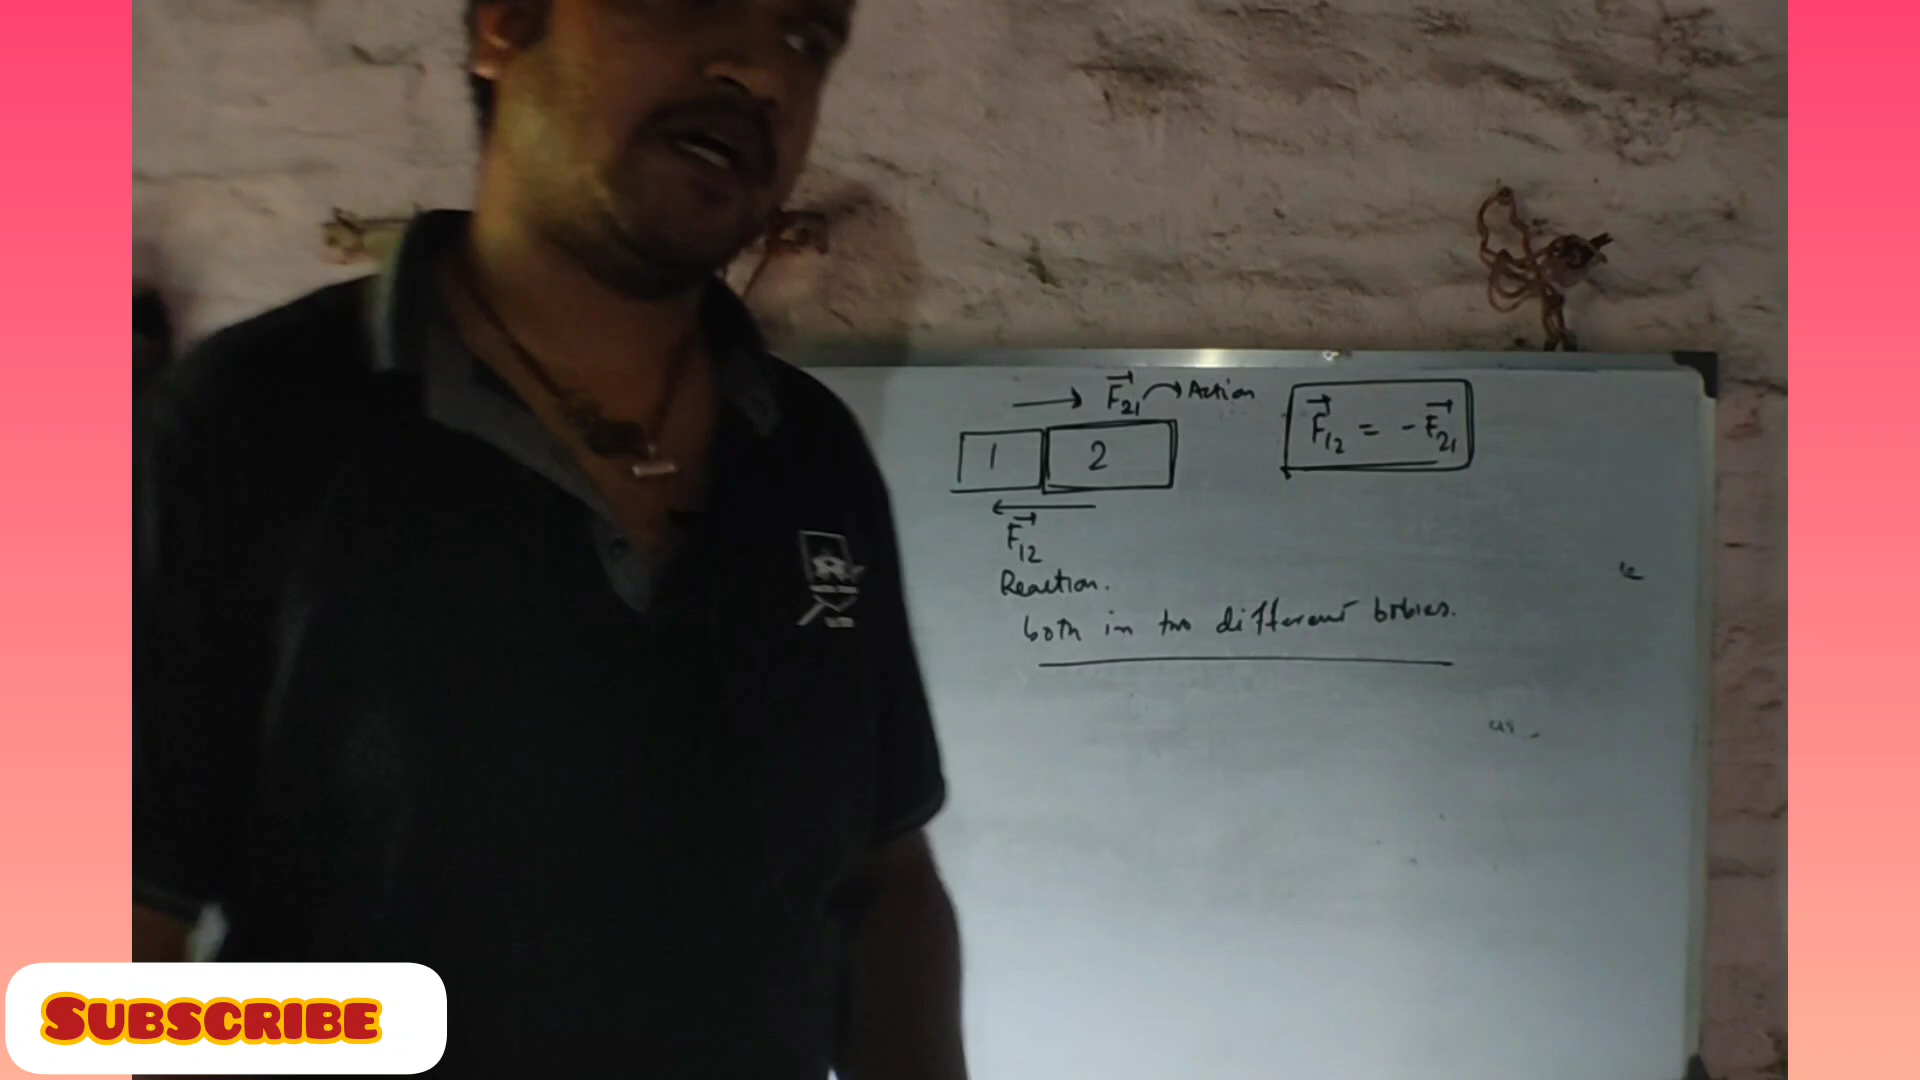 F₂₁ Action
1 2
F₁₂ = -F₂₁
F₁₂
Reaction.
both in two different bodies.
SUBSCRIBE